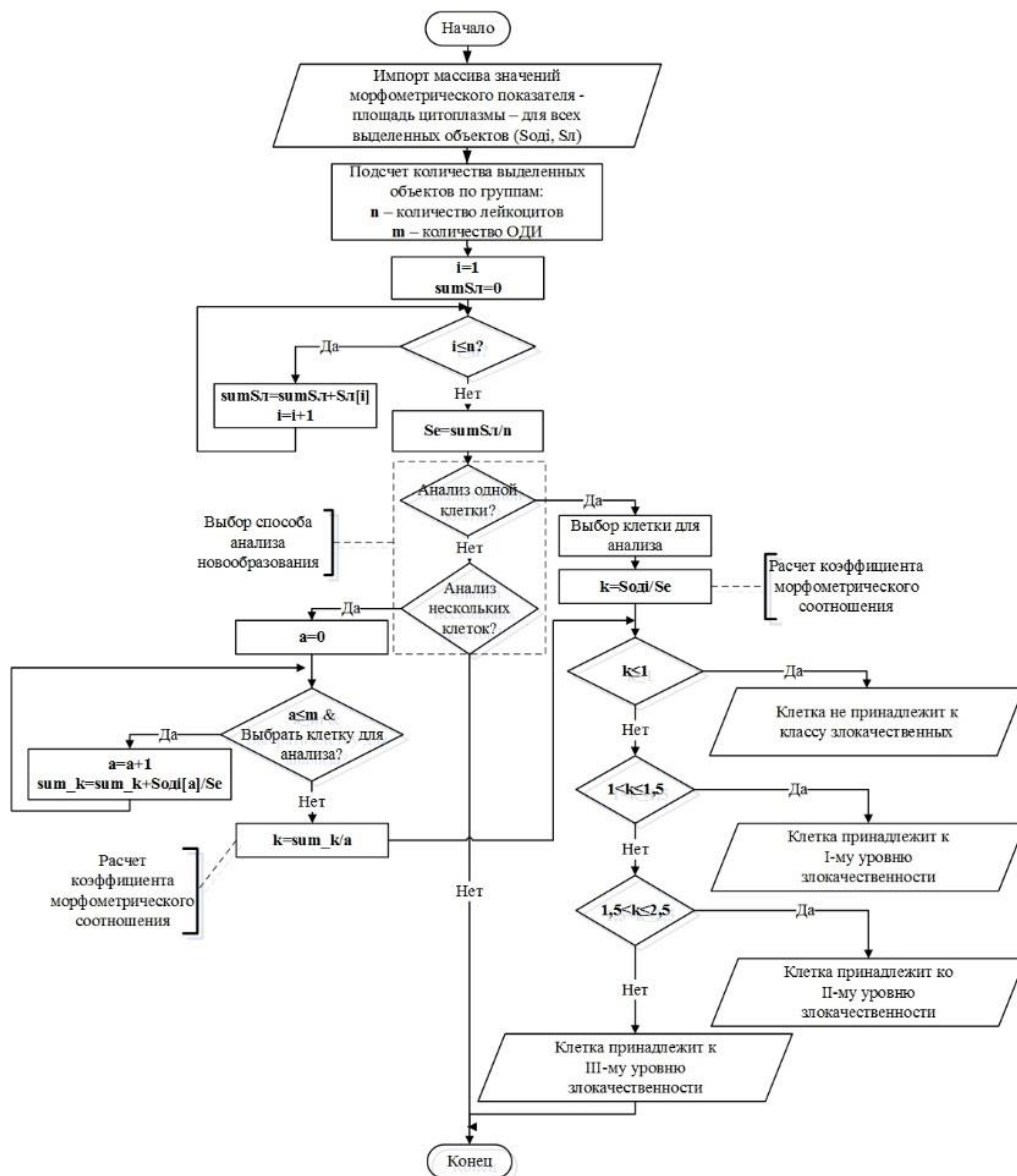 Начало
Импорт массива значений
морфометрического показателя -
площадь цитоплазмы – для всех
выделенных объектов (Sодi, Sл)
Подсчет количества выделенных
объектов по группам:
n – количество лейкоцитов
m – количество ОДИ
i=1
sumSл=0
i≤n?
Да
sumSл=sumSл+Sл[i]
i=i+1
Нет
Se=sumSл/n
Анализ одной
клетки?
Да
Выбор способа
анализа
новообразования
Нет
Выбор клетки для
анализа
k=Sодi/Se
Расчет коэффициента
морфометрического
соотношения
Анализ
нескольких
клеток?
Да
a=0
k≤1
Да
Клетка не принадлежит к
классу злокачественных
Нет
a≤m &
Выбрать клетку для
анализа?
Да
a=a+1
sum_k=sum_k+Sодi[a]/Se
Нет
k=sum_k/a
Расчет
коэффициента
морфометрического
соотношения
1<k≤1,5
Да
Клетка принадлежит к
I-му уровню
злокачественности
Нет
Нет
1,5<k≤2,5
Да
Клетка принадлежит ко
II-му уровню
злокачественности
Нет
Клетка принадлежит к
III-му уровню
злокачественности
Конец